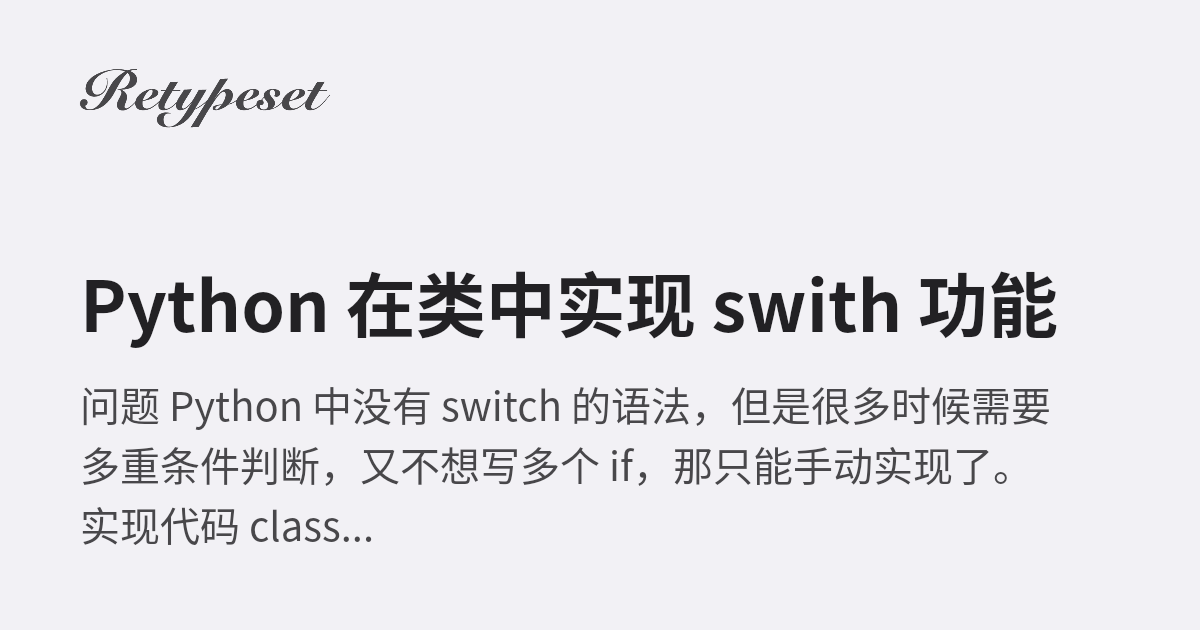 Retypeset
Python 在类中实现 swith 功能
问题 Python 中没有 switch 的语法，但是很多时候需要
多重条件判断，又不想写多个 if，那只能手动实现了。
实现代码 class...